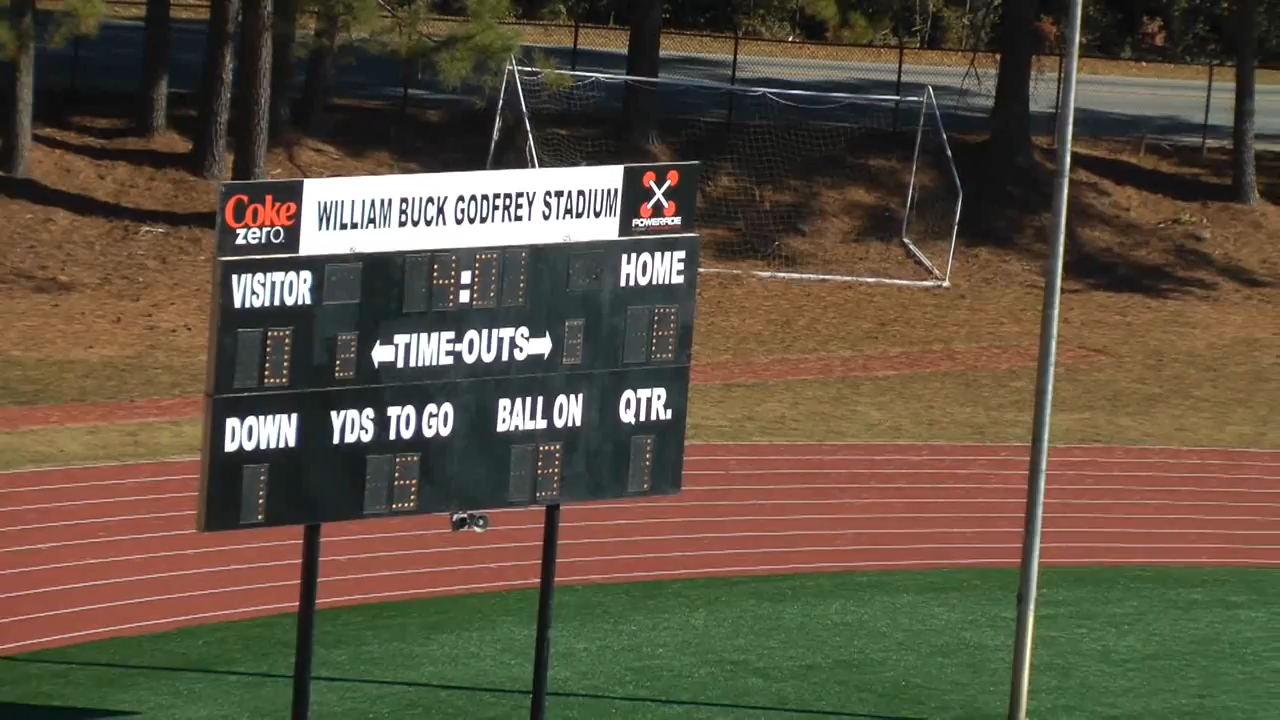 Coke
zero
WILLIAM BUCK GODFREY STADIUM
POWERADE
VISITOR
HOME
←TIME-OUTS→
DOWN
YDS TO GO
BALL ON
QTR.